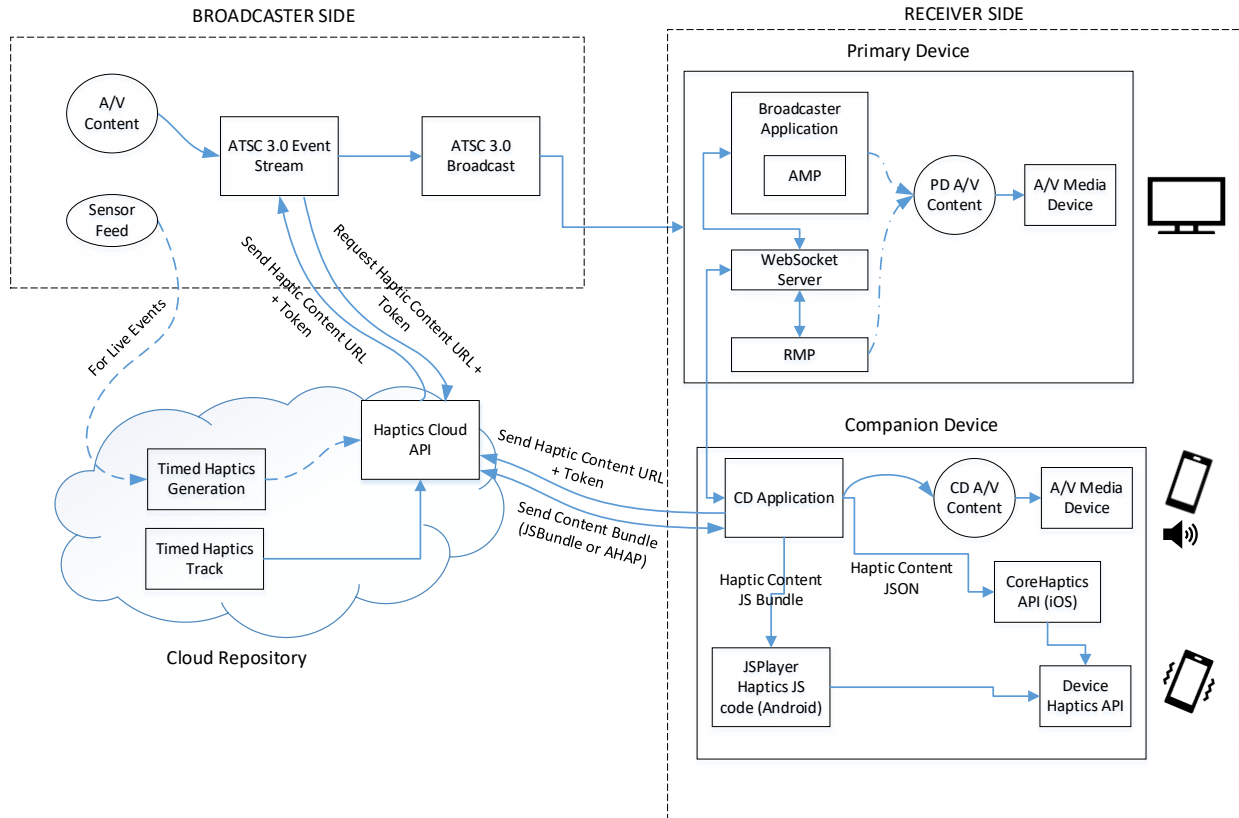 BROADCASTER SIDE
A/V
Content
ATSC 3.0 Event
Stream
ATSC 3.0
Broadcast
Sensor
Feed
For Live Events
Send Haptic Content URL
+ Token
Request Haptic Content URL +
Token
Haptics Cloud
API
Timed Haptics
Generation
Timed Haptics
Track
Cloud Repository
Send Haptic Content URL
+ Token
Send Content Bundle
(JSBundle or AHAP)
RECEIVER SIDE
Primary Device
Broadcaster
Application
AMP
PD A/V
Content
A/V Media
Device
WebSocket
Server
RMP
Companion Device
CD Application
CD A/V
Content
A/V Media
Device
Haptic Content
JS Bundle
Haptic Content
JSON
CoreHaptics
API (iOS)
JSPlayer
Haptics JS
code (Android)
Device
Haptics API